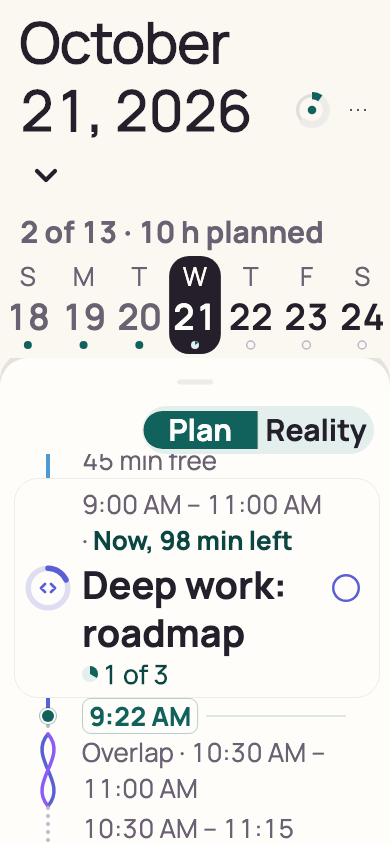 October
21, 2026
...
2 of 13 · 10 h planned
S M T W T F S
18 19 20 21 22 23 24
Plan Reality
45 min free
9:00 AM – 11:00 AM
· Now, 98 min left
Deep work:
roadmap
1 of 3
9:22 AM
Overlap · 10:30 AM –
11:00 AM
10:30 AM – 11:15